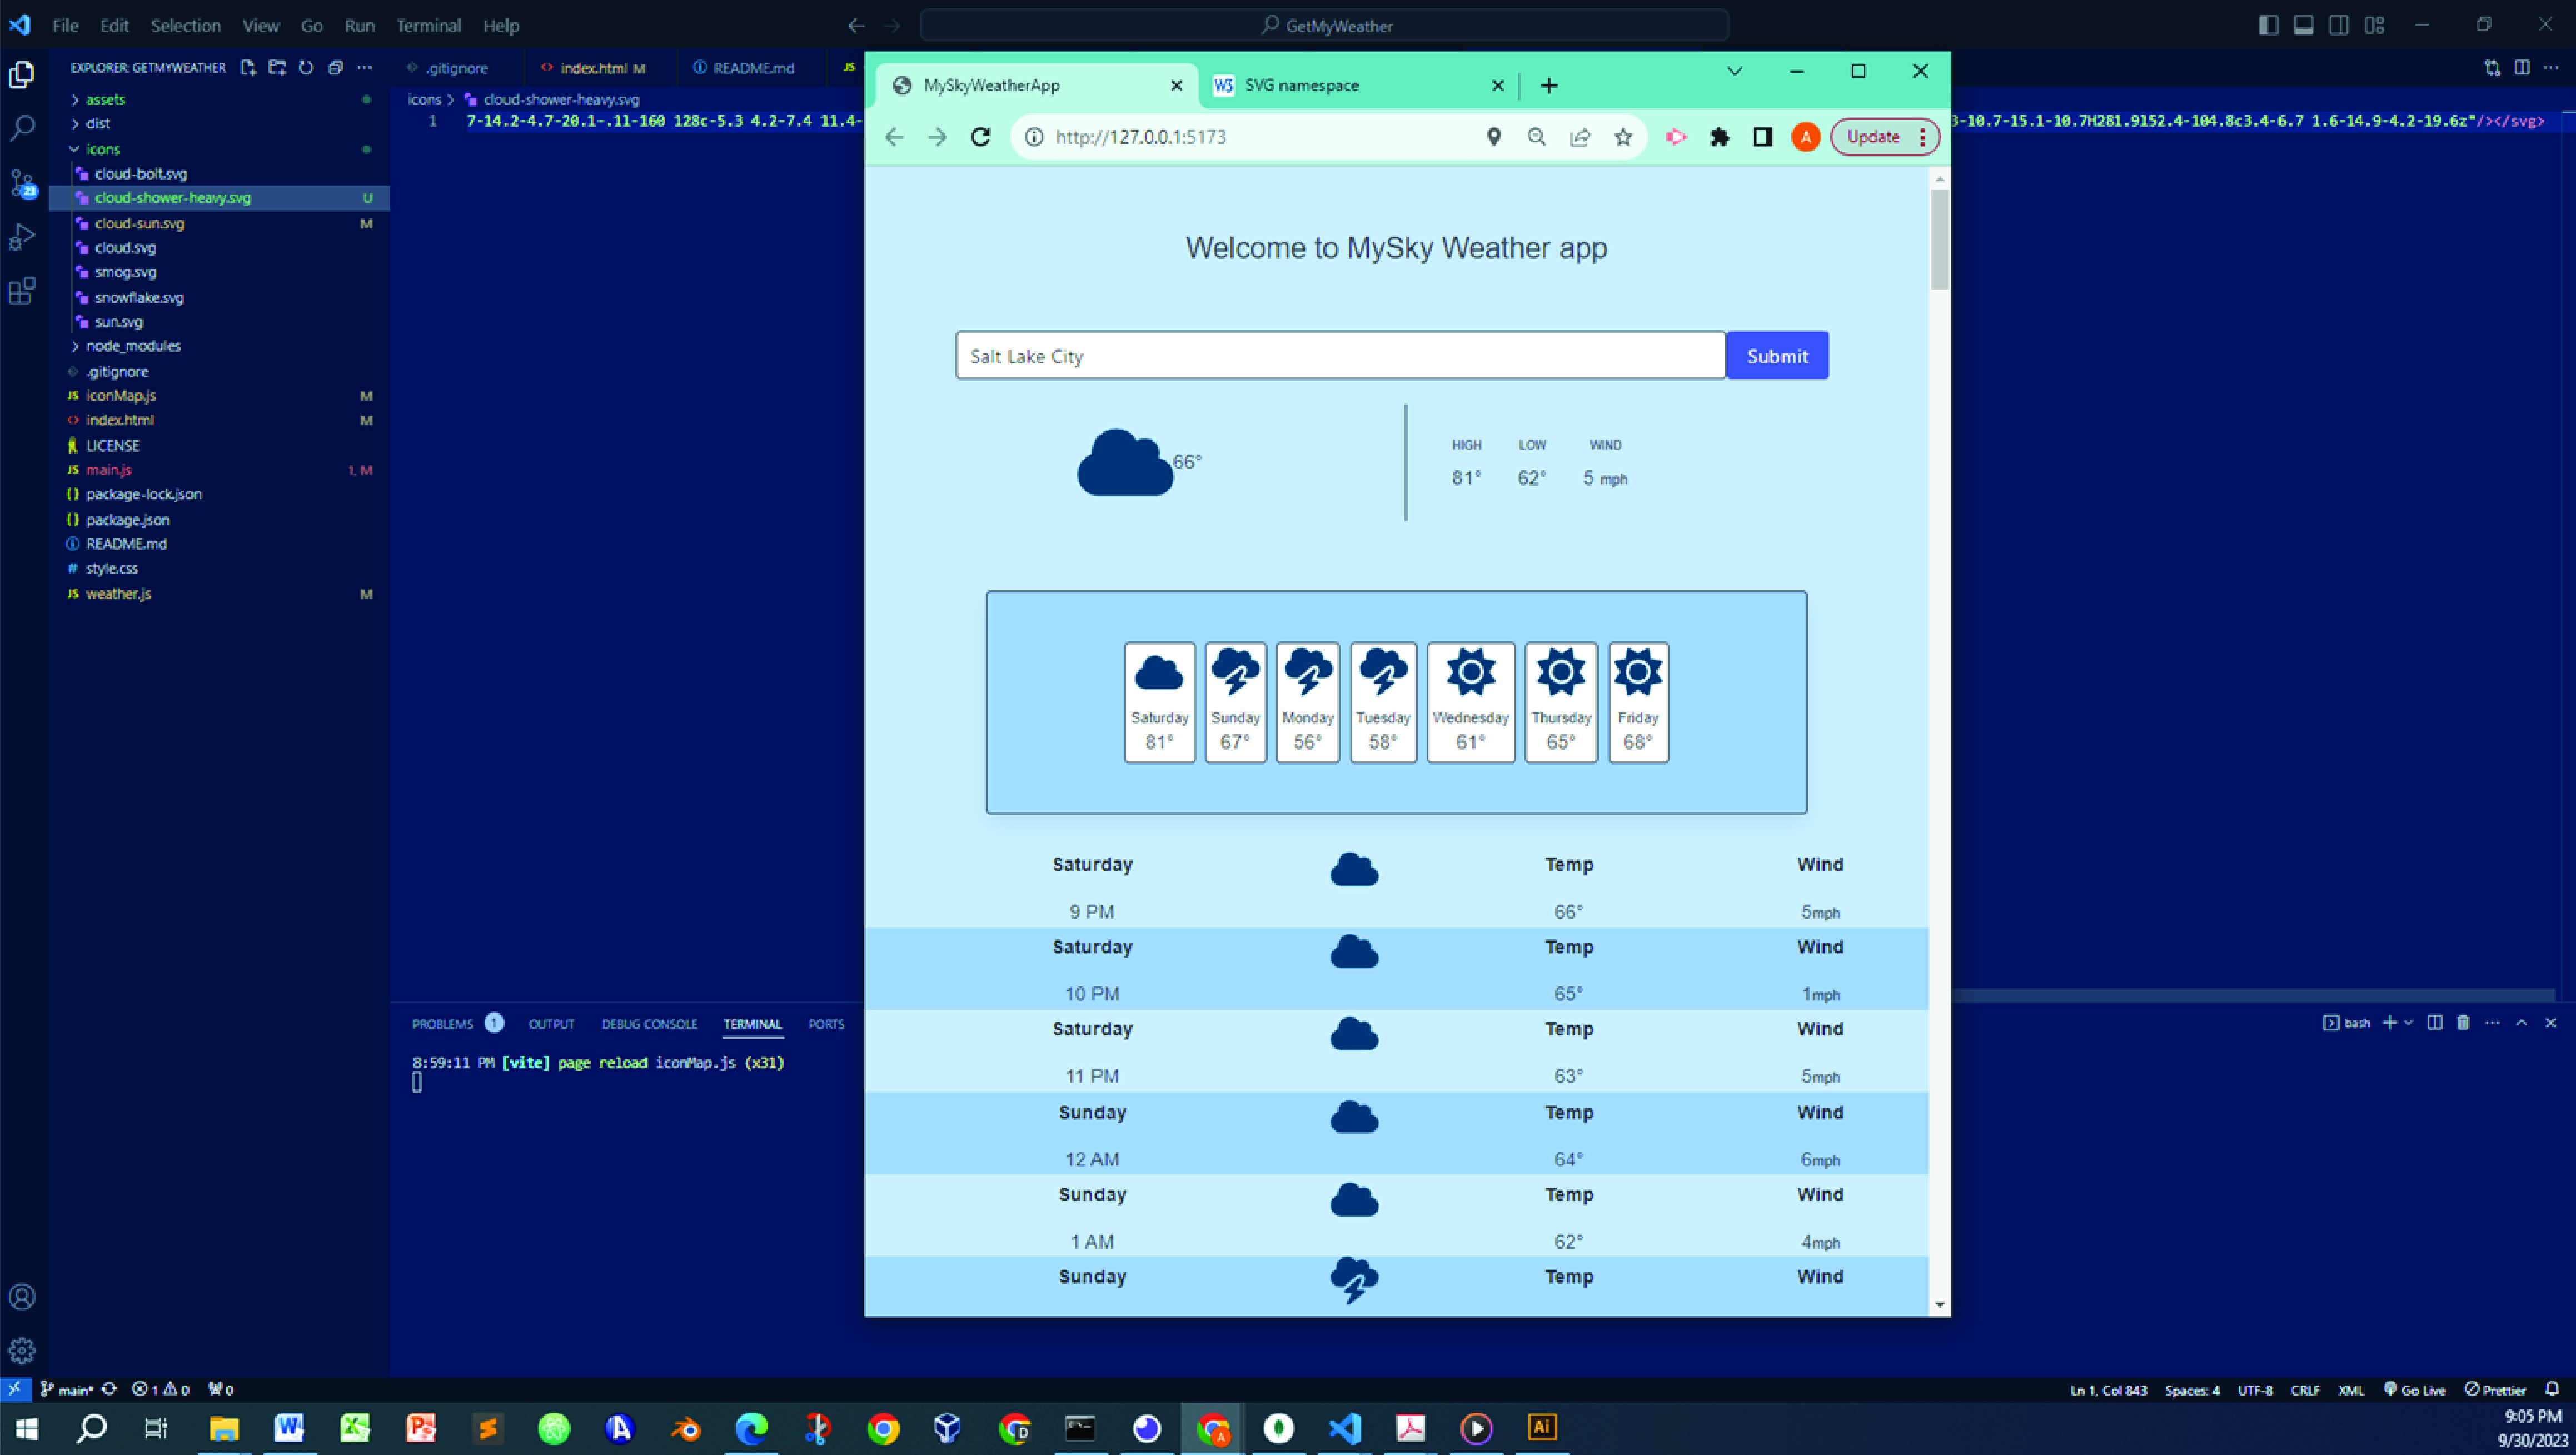 File Edit Selection View Go Run Terminal Help
GetMyWeather
EXPLORER: GETMYWEATHER
assets
dist
icons
cloud-bolt.svg
cloud-shower-heavy.svg U
cloud-sun.svg M
cloud.svg
smog.svg
snowflake.svg
sun.svg
node_modules
.gitignore
iconMap.js M
index.html M
LICENSE
main.js 1, M
package-lock.json
package.json
README.md
style.css
weather.js M
23
.gitignore index.html M README.md JS
icons > cloud-shower-heavy.svg
1 7-14.2-4.7-20.1-.11-160 128c-5.3 4.2-7.4 11.4-
3-10.7-15.1-10.7H281.9152.4-104.8c3.4-6.7 1.6-14.9-4.2-19.6z"/></svg>
MySkyWeatherApp
W3 SVG namespace
http://127.0.0.1:5173
A
Update
Welcome to MySky Weather app
Salt Lake City
Submit
66°
HIGH LOW WIND
81° 62° 5 mph
Saturday Sunday Monday Tuesday Wednesday Thursday Friday
81° 67° 56° 58° 61° 65° 68°
Saturday Temp Wind
9 PM 66° 5mph
Saturday Temp Wind
10 PM 65° 1mph
Saturday Temp Wind
11 PM 63° 5mph
Sunday Temp Wind
12 AM 64° 6mph
Sunday Temp Wind
1 AM 62° 4mph
Sunday Temp Wind
PROBLEMS 1 OUTPUT DEBUG CONSOLE TERMINAL PORTS
bash
8:59:11 PM [vite] page reload iconMap.js (x31)
main* 1 0 0
Ln 1, Col 843 Spaces: 4 UTF-8 CRLF XML Go Live Prettier
Ai
9:05 PM
9/30/2023